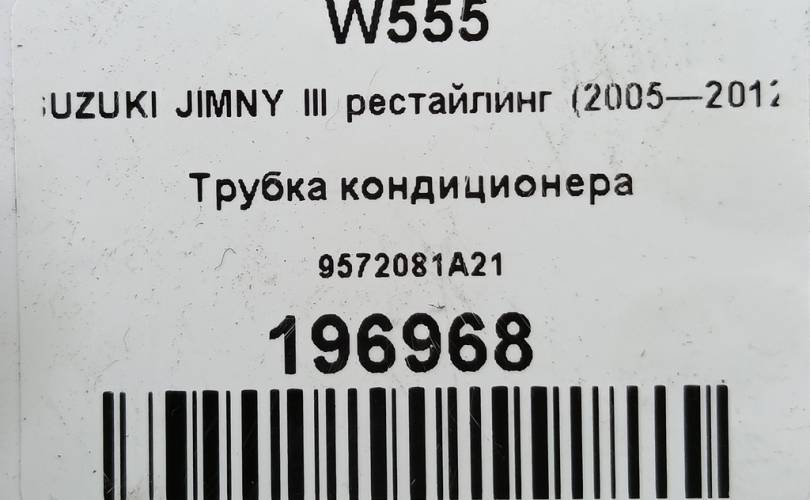 W555
SUZUKI JIMNY III рестайлинг (2005—2012
Трубка кондиционера
9572081A21
196968